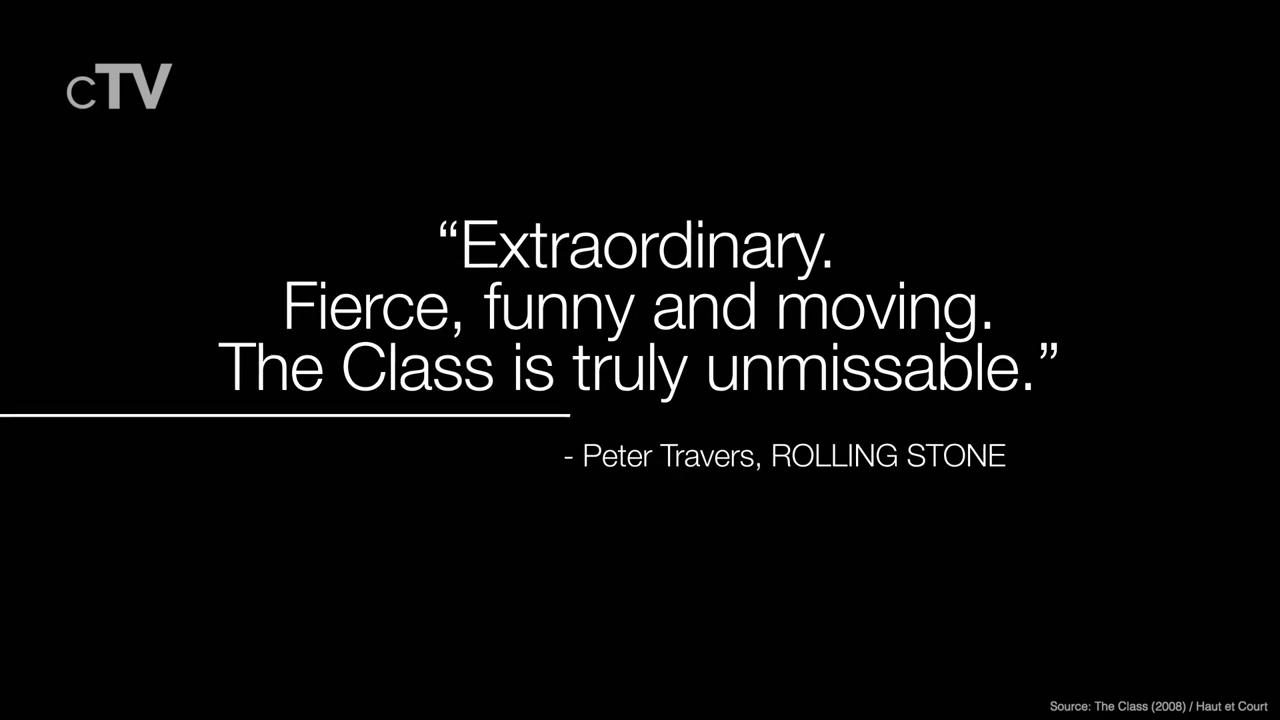 cTV
“Extraordinary.
Fierce, funny and moving.
The Class is truly unmissable.”
- Peter Travers, ROLLING STONE
Source: The Class (2008) / Haut et Court